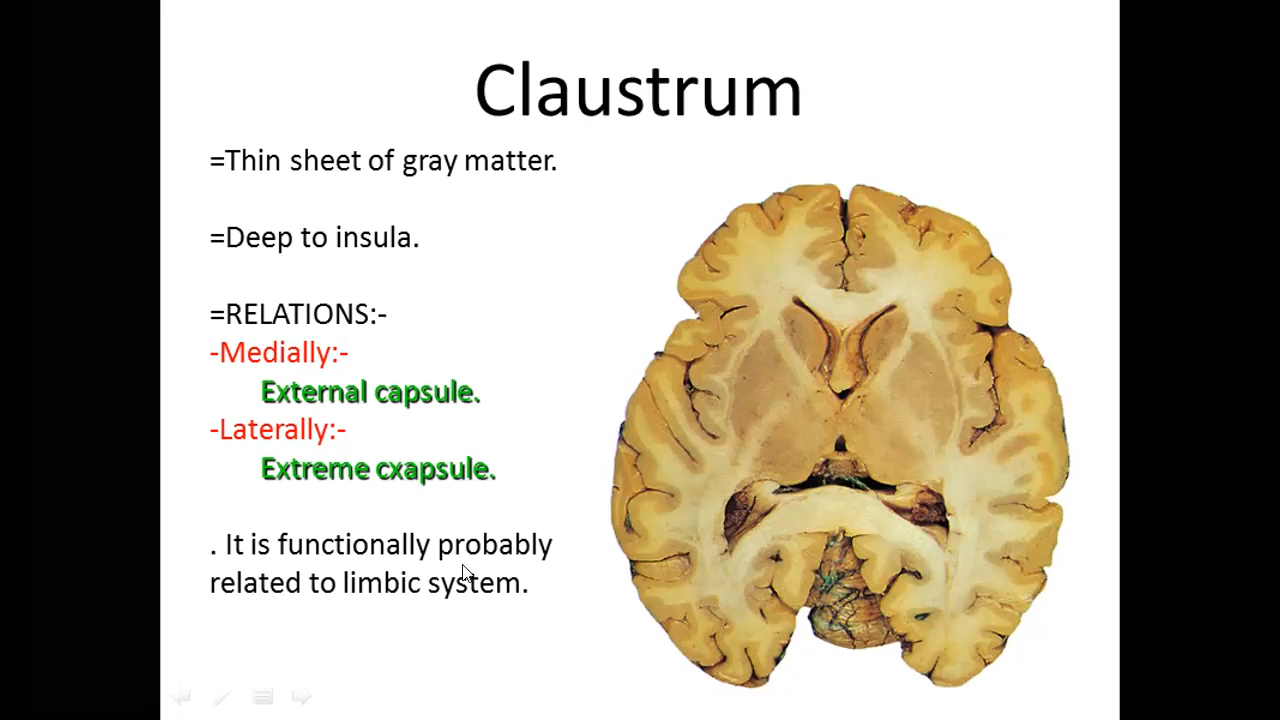 Claustrum
=Thin sheet of gray matter.
=Deep to insula.
=RELATIONS:-
-Medially:-
External capsule.
-Laterally:-
Extreme cxapsule.
. It is functionally probably
related to limbic system.